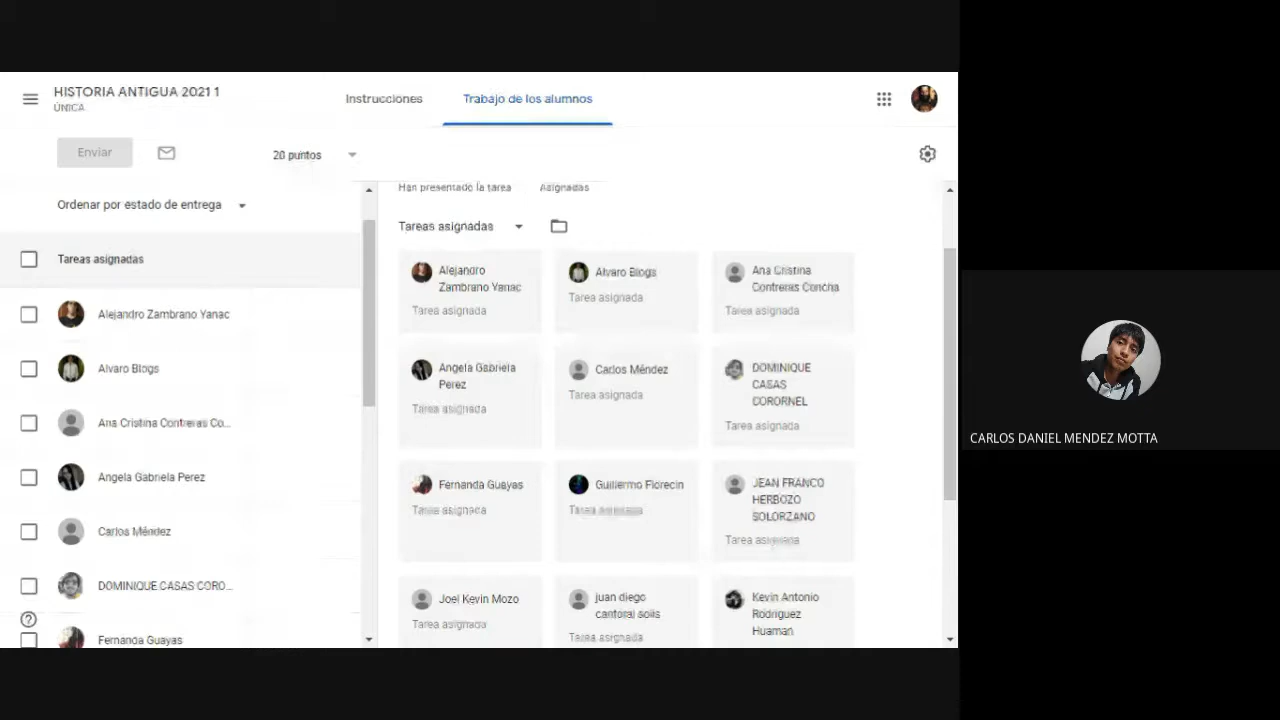 HISTORIA ANTIGUA 2021 1
ÚNICA
Instrucciones
Trabajo de los alumnos
Enviar
20 puntos
Ordenar por estado de entrega
Tareas asignadas
Alejandro Zambrano Yanac
Alvaro Blogs
Ana Cristina Contreras Co...
Angela Gabriela Perez
Carlos Méndez
DOMINIQUE CASAS CORO...
Fernanda Guayas
Han presentado la tarea
Asignadas
Tareas asignadas
Alejandro
Zambrano Yanac
Tarea asignada
Alvaro Blogs
Tarea asignada
Ana Cristina
Contreras Concha
Tarea asignada
Angela Gabriela
Perez
Tarea asignada
Carlos Méndez
Tarea asignada
DOMINIQUE
CASAS
CORORNEL
Tarea asignada
Fernanda Guayas
Tarea asignada
Guillermo Florecin
Tarea asignada
JEAN FRANCO
HERBOZO
SOLORZANO
Tarea asignada
Joel Kevin Mozo
Tarea asignada
juan diego
cantoral solis
Tarea asignada
Kevin Antonio
Rodriguez
Huaman
CARLOS DANIEL MENDEZ MOTTA